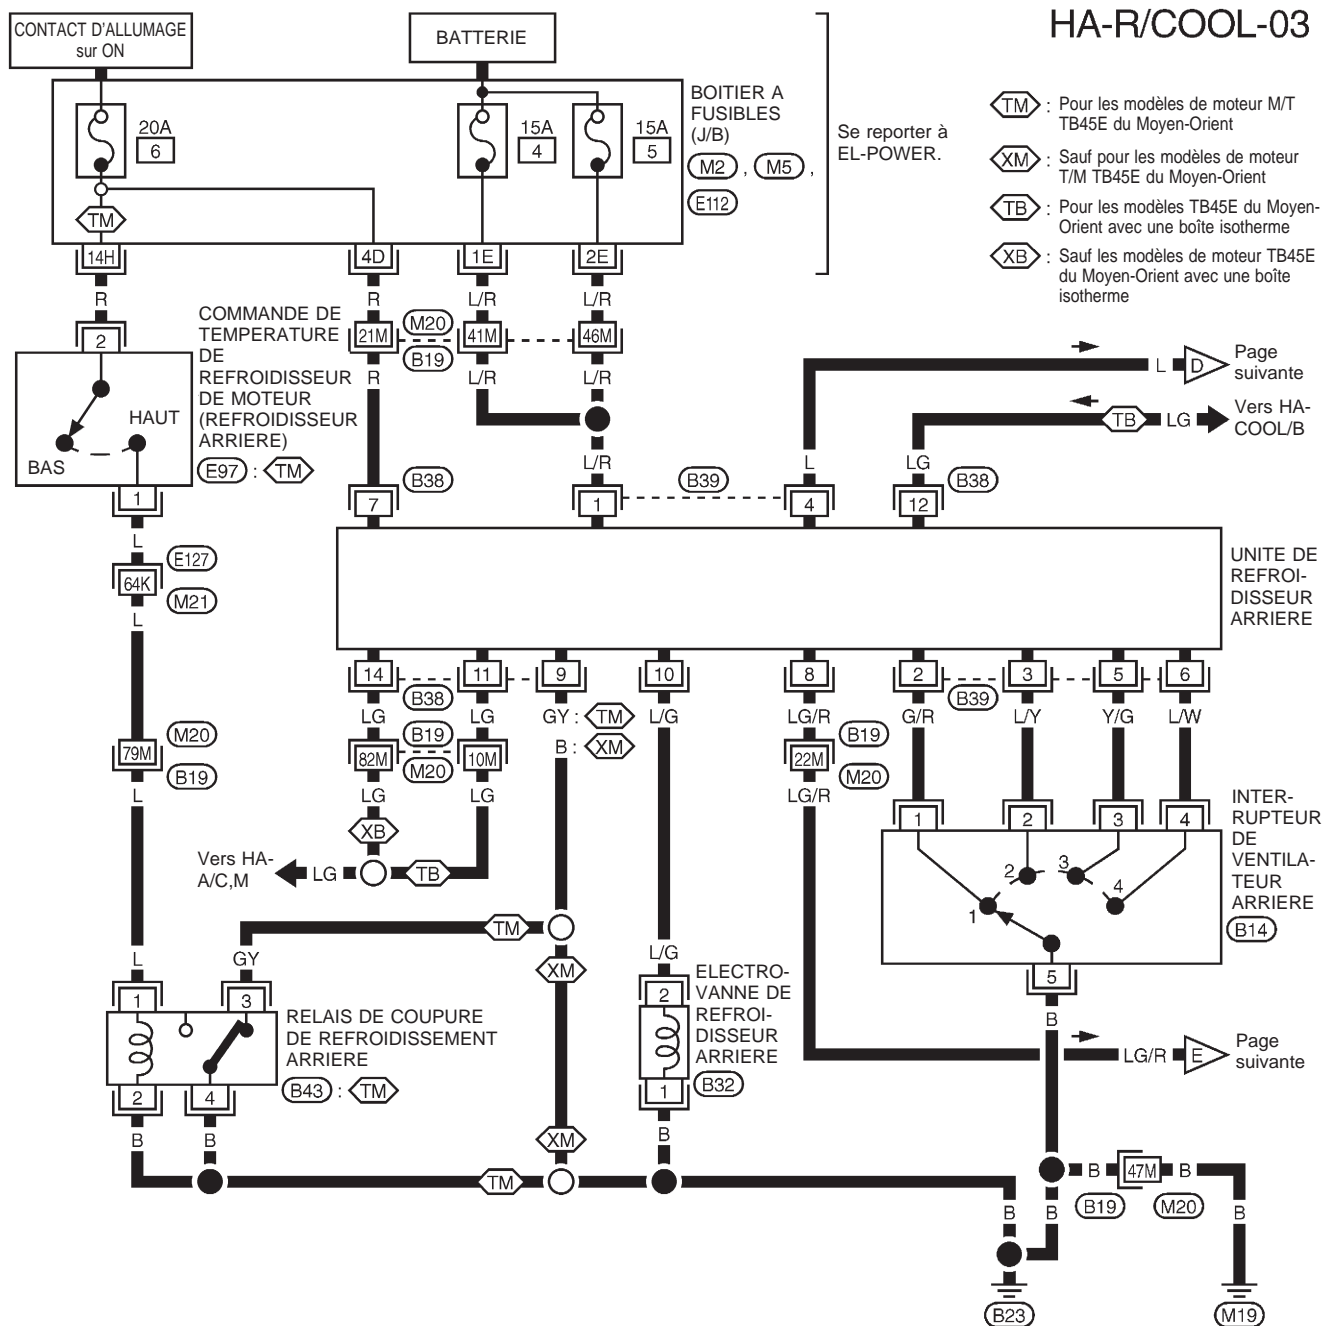 HA-R/COOL-03
CONTACT D'ALLUMAGE
sur ON
BATTERIE
20A
6
15A
4
15A
5
BOITIER A
FUSIBLES
(J/B)
M2 , M5 ,
E112
Se reporter à
EL-POWER.
TM : Pour les modèles de moteur M/T
TB45E du Moyen-Orient
XM : Sauf pour les modèles de moteur
T/M TB45E du Moyen-Orient
TB : Pour les modèles TB45E du Moyen-
Orient avec une boîte isotherme
XB : Sauf les modèles de moteur TB45E
du Moyen-Orient avec une boîte
isotherme
TM
14H 4D 1E 2E
R R L/R L/R
2
COMMANDE DE
TEMPERATURE
DE
REFROIDISSEUR
DE MOTEUR
(REFROIDISSEUR
ARRIERE)
E97 : TM
HAUT
BAS
1
21M M20 41M 46M
B19
R L/R L/R
L/R
L D Page
suivante
TB LG Vers HA-
COOL/B
L LG
B38 B39 B38
7 1 4 12
L
E127
64K
M21
L
UNITE DE
REFROI-
DISSEUR
ARRIERE
14 11 9 10 8 2 3 5 6
B38 B39
LG LG GY : TM L/G LG/R G/R L/Y Y/G L/W
B : XM
B19 B19
82M 10M 22M
M20 M20
LG LG LG/R
M20
79M
B19
L
XB
Vers HA-
A/C,M
LG TB
1 2 3 4
INTER-
RUPTEUR
DE
VENTILA-
TEUR
ARRIERE
B14
1 2 3 4
5
B
TM
XM
L GY
1 3
RELAIS DE COUPURE
DE REFROIDISSEMENT
ARRIERE
B43 : TM
2 4
B B
L/G
2
ELECTRO-
VANNE DE
REFROI-
DISSEUR
ARRIERE
B32
1
B
LG/R E Page
suivante
XM
TM
B 47M B
B19 M20
B B B
B23 M19